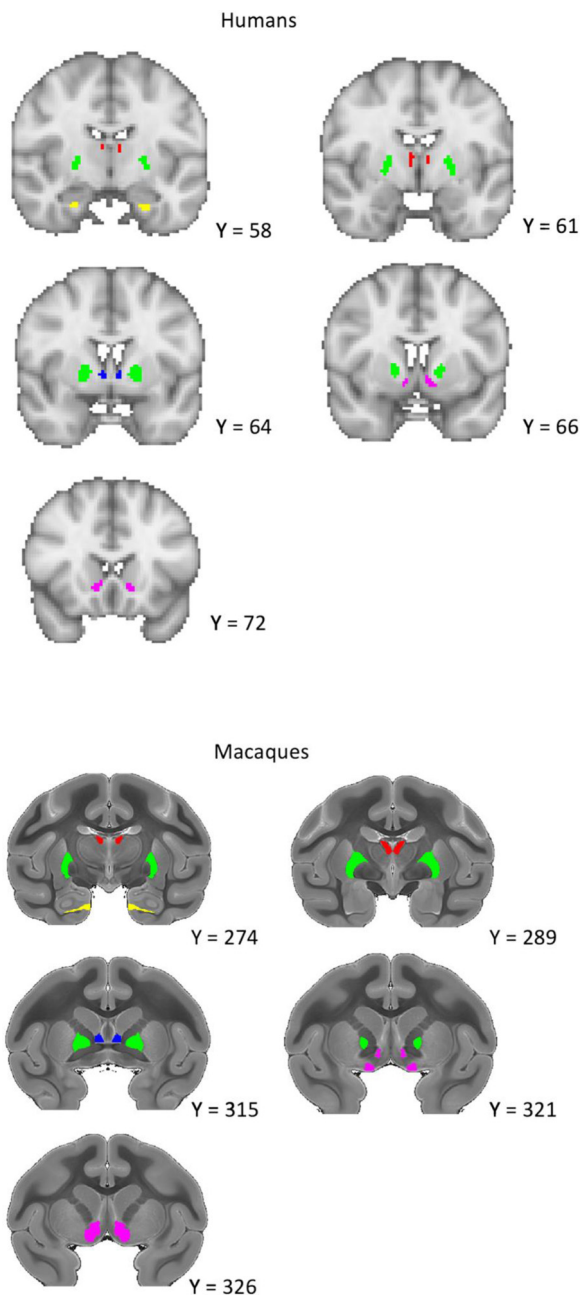 Humans
Y = 58
Y = 61
Y = 64
Y = 66
Y = 72
Macaques
Y = 274
Y = 289
Y = 315
Y = 321
Y = 326